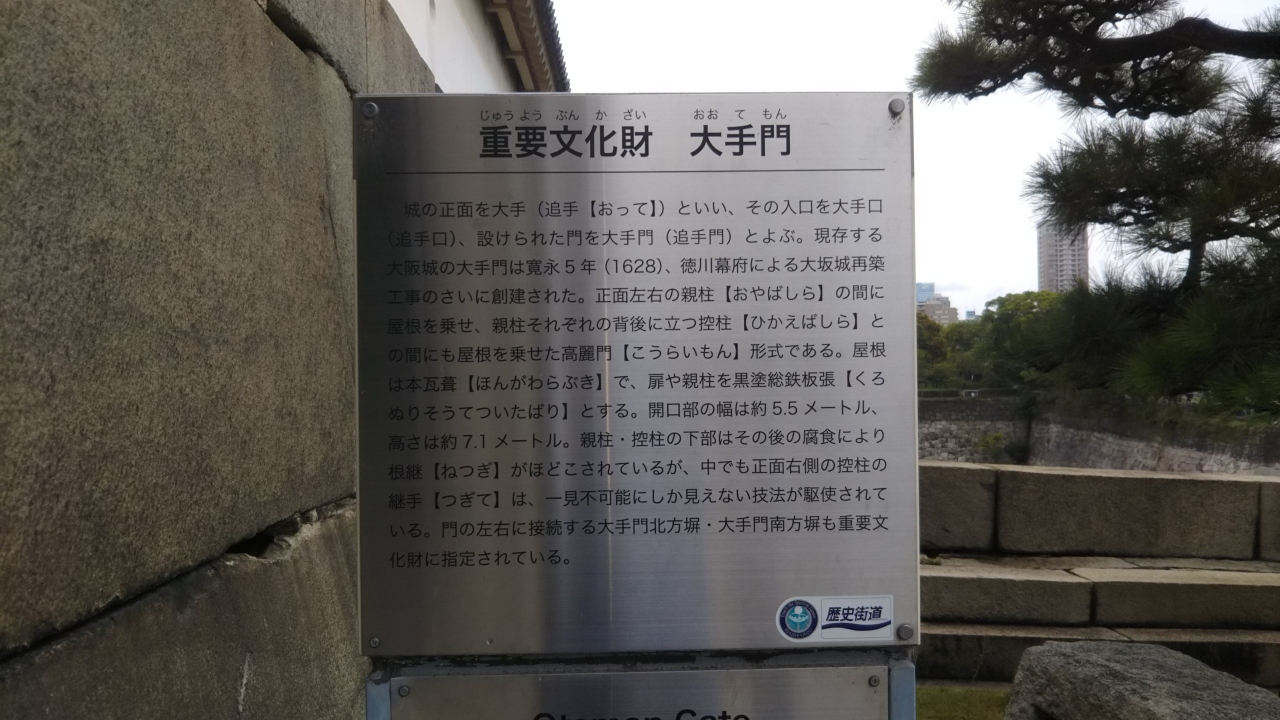 じゅうよう ぶん か ざい おお て もん
重要文化財 大手門
城の正面を大手（追手【おって】）といい、その入口を大手口
（追手口）、設けられた門を大手門（追手門）とよぶ。現存する
大阪城の大手門は寛永5年（1628）、徳川幕府による大坂城再築
工事のさいに創建された。正面左右の親柱【おやばしら】の間に
屋根を乗せ、親柱それぞれの背後に立つ控柱【ひかえばしら】と
の間にも屋根を乗せた高麗門【こうらいもん】形式である。屋根
は本瓦葺【ほんがわらぶき】で、扉や親柱を黒塗総鉄板張【くろ
ぬりそうてついたばり】とする。開口部の幅は約5.5メートル、
高さは約7.1メートル。親柱・控柱の下部はその後の腐食により
根継【ねつぎ】がほどこされているが、中でも正面右側の控柱の
継手【つぎて】は、一見不可能にしか見えない技法が駆使されて
いる。門の左右に接続する大手門北方塀・大手門南方塀も重要文
化財に指定されている。
歴史街道
Otemon Gate